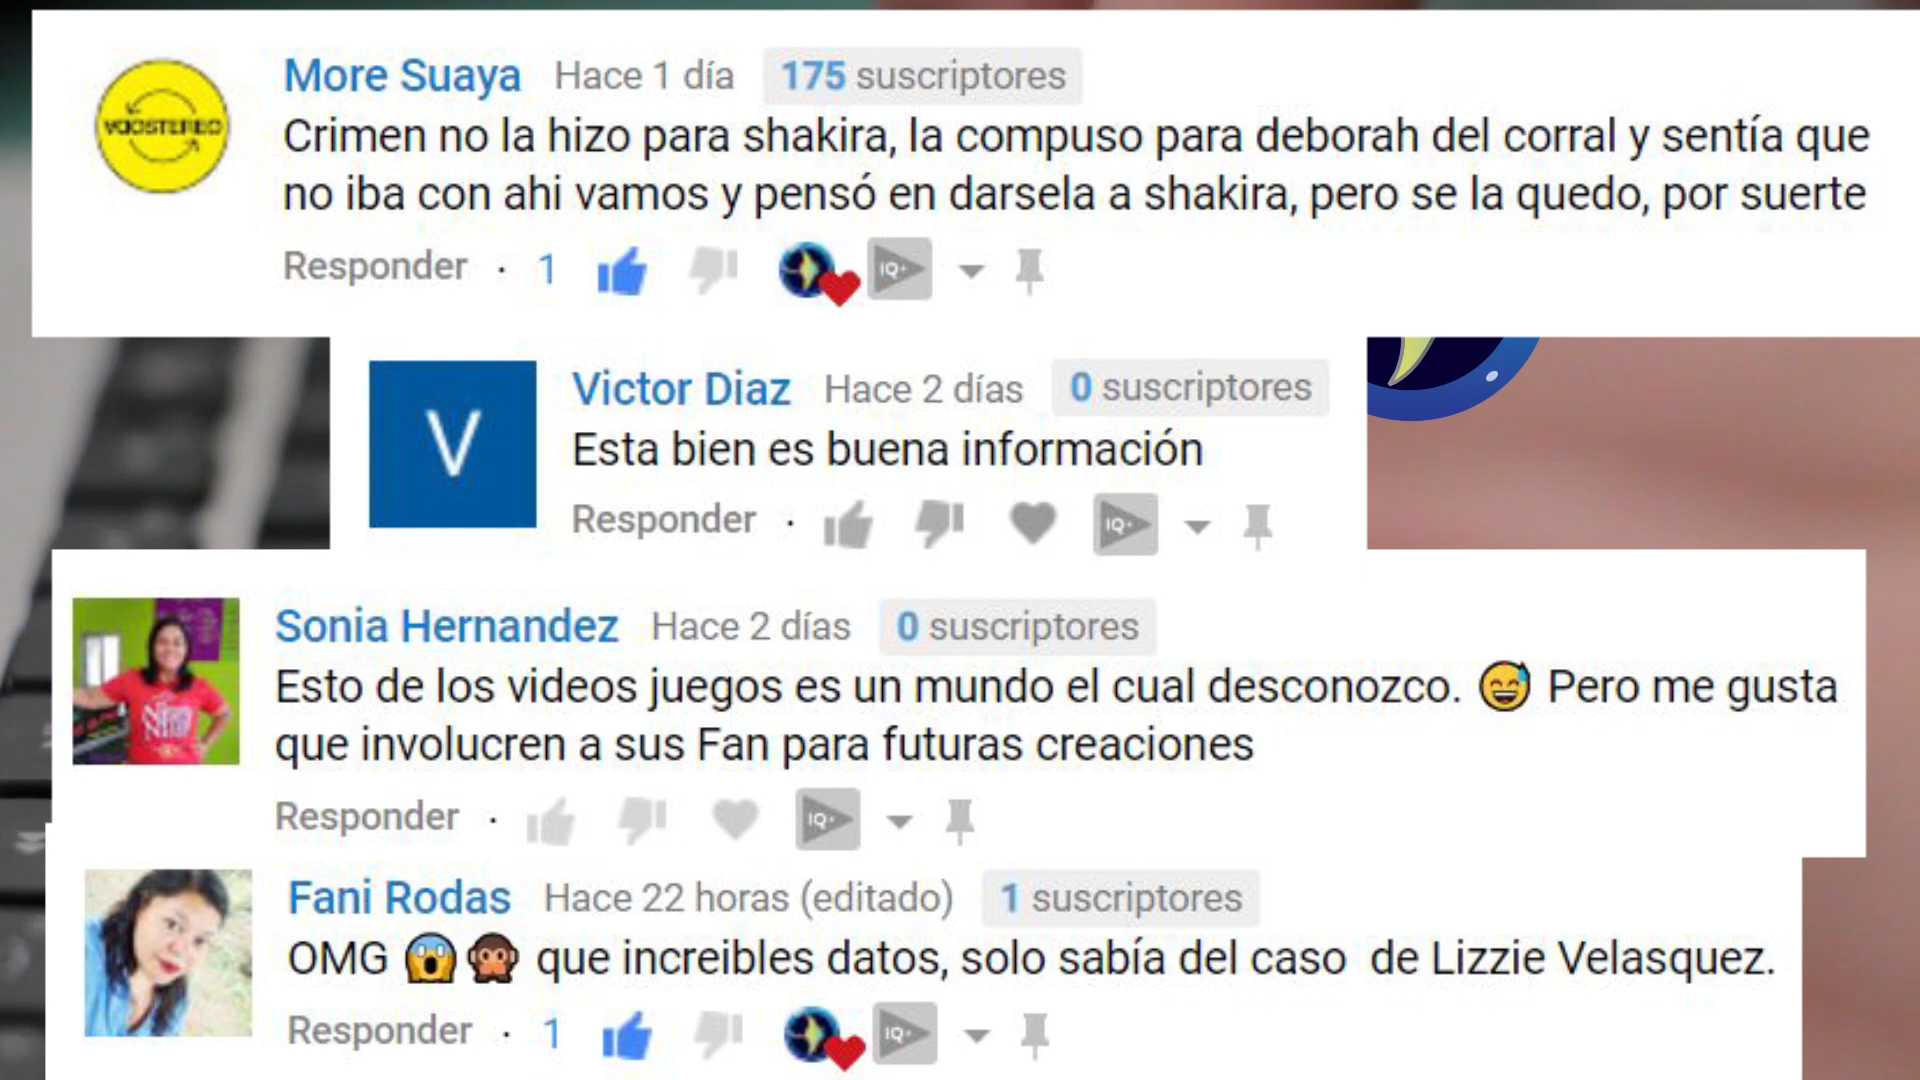 VOOSTEREO
More Suaya Hace 1 día 175 suscriptores
Crimen no la hizo para shakira, la compuso para deborah del corral y sentía que
no iba con ahi vamos y pensó en darsela a shakira, pero se la quedo, por suerte
Responder · 1 IQ+
V
Victor Diaz Hace 2 días 0 suscriptores
Esta bien es buena información
Responder · IQ+
Sonia Hernandez Hace 2 días 0 suscriptores
Esto de los videos juegos es un mundo el cual desconozco. 😅 Pero me gusta
que involucren a sus Fan para futuras creaciones
Responder · IQ+
Fani Rodas Hace 22 horas (editado) 1 suscriptores
OMG 😱🙊 que increibles datos, solo sabía del caso de Lizzie Velasquez.
Responder · 1 IQ+